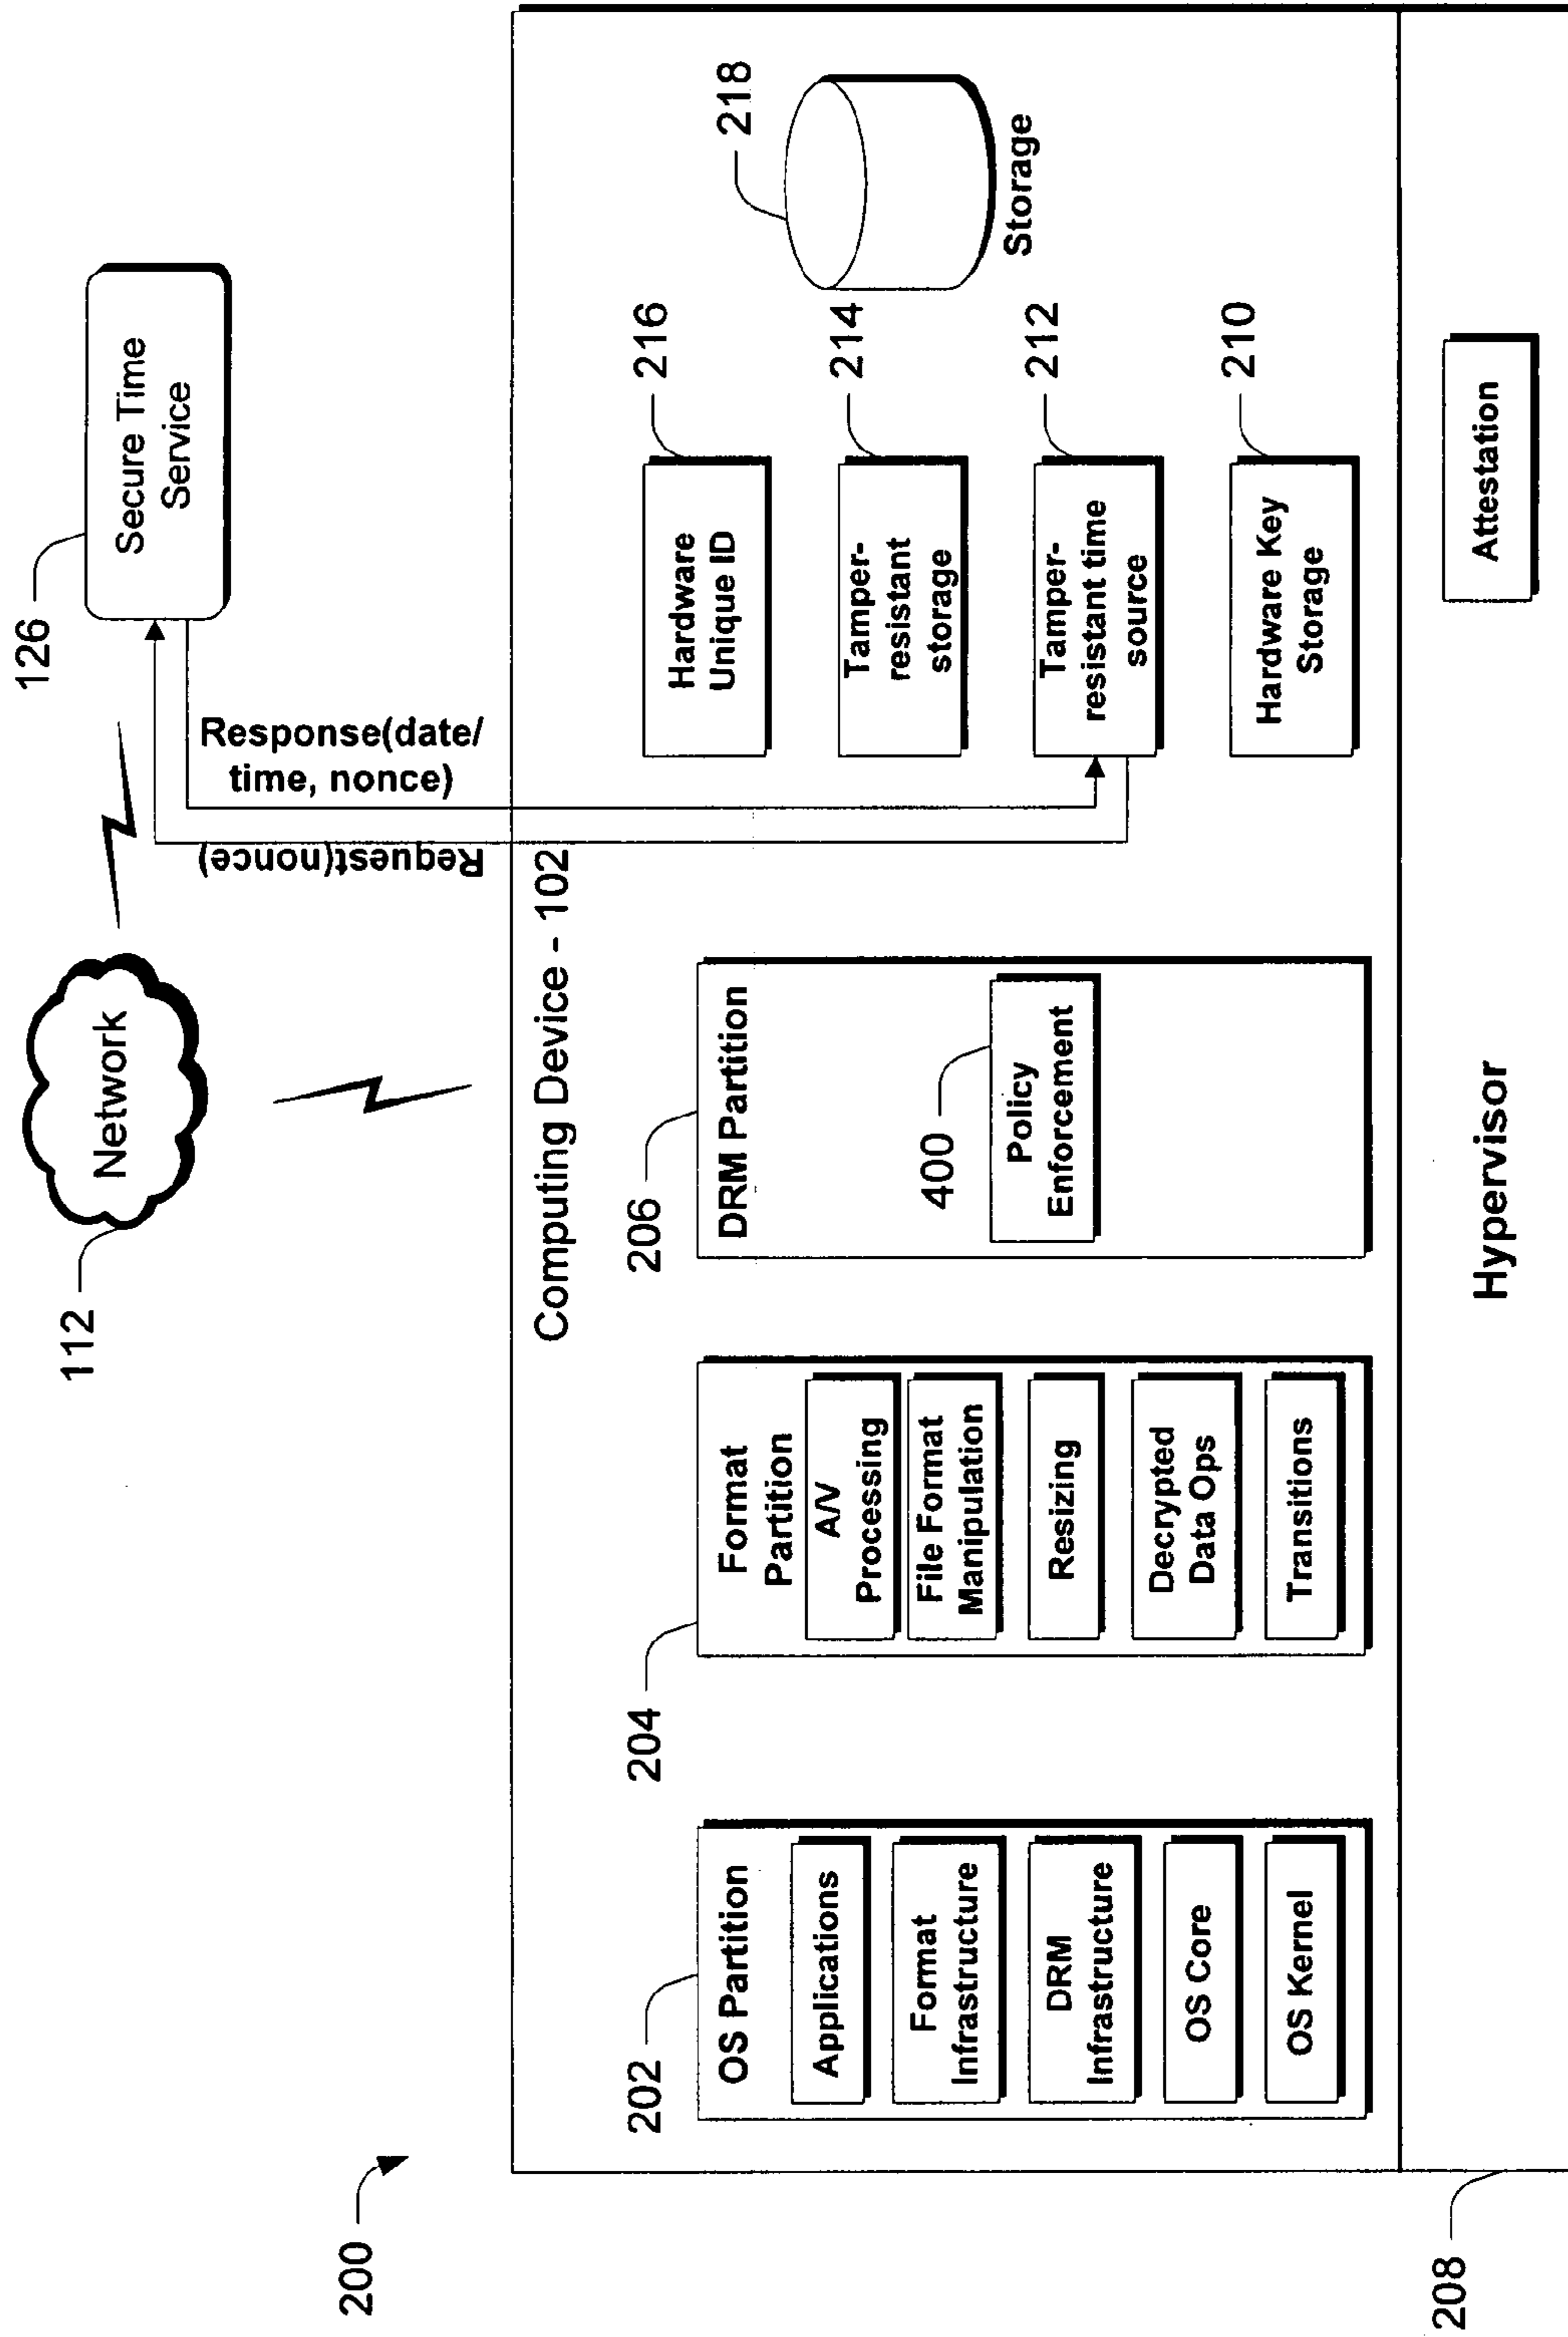 200
112
Network
126
Secure Time
Service
Request(nonce)
Response(date/
time, nonce)
Computing Device - 102
202
OS Partition
Applications
Format
Infrastructure
DRM
Infrastructure
OS Core
OS Kernel
204
Format
Partition
A/V
Processing
File Format
Manipulation
Resizing
Decrypted
Data Ops
Transitions
206
DRM Partition
400
Policy
Enforcement
216
Hardware
Unique ID
214
Tamper-
resistant
storage
212
Tamper-
resistant time
source
210
Hardware Key
Storage
218
Storage
208
Hypervisor
Attestation